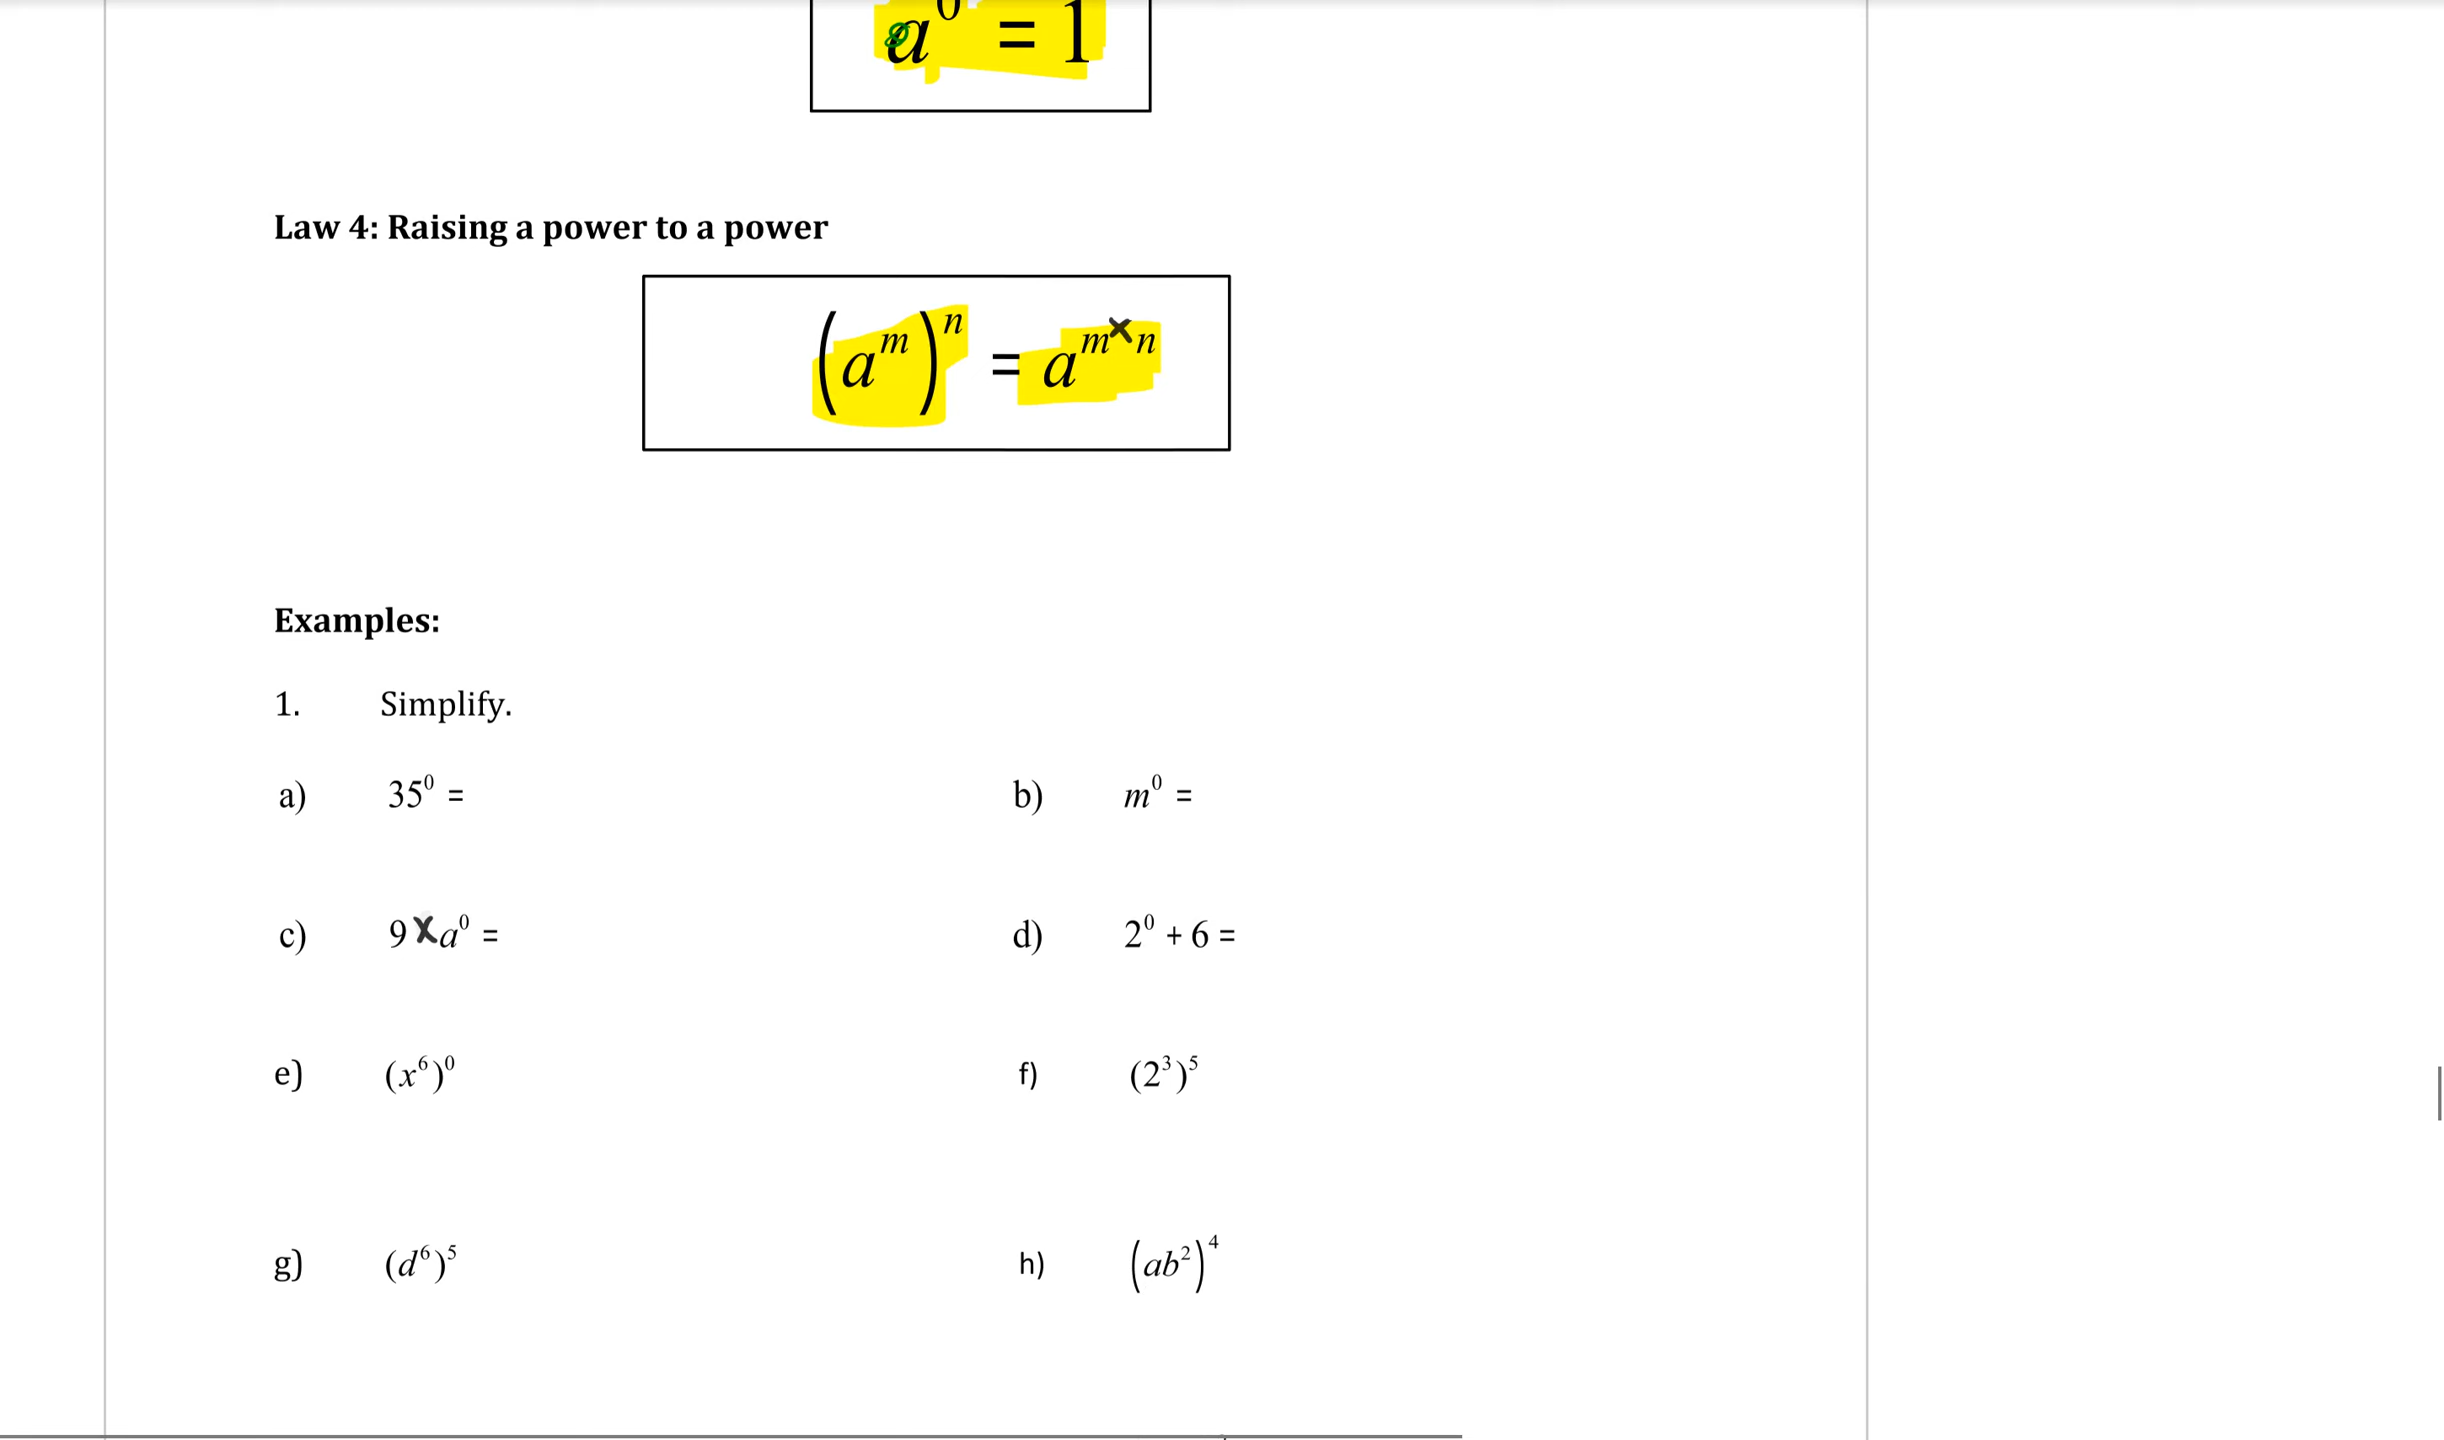 a⁰ = 1
Law 4: Raising a power to a power
(aᵐ)ⁿ = aᵐ×ⁿ
Examples:
1. Simplify.
a) 35⁰ = b) m⁰ =
c) 9×a⁰ = d) 2⁰ + 6 =
e) (x⁶)⁰ f) (2³)⁵
g) (d⁶)⁵ h) (ab²)⁴